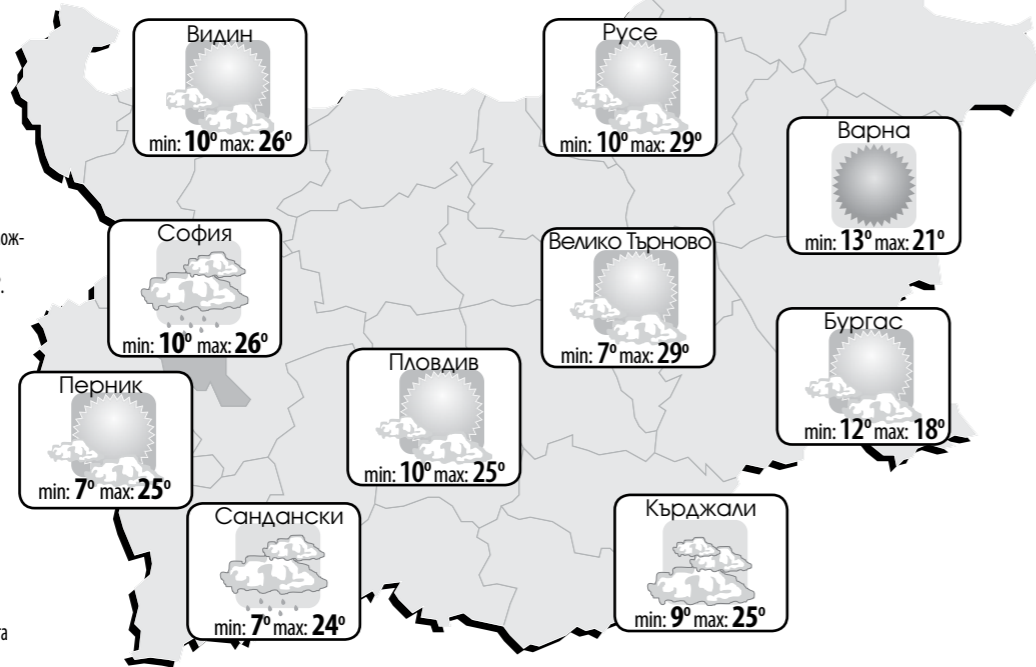 Видин
min: 10° max: 26°
Русе
min: 10° max: 29°
Варна
min: 13° max: 21°
ож-
.
София
min: 10° max: 26°
Велико Търново
min: 7° max: 29°
Бургас
min: 12° max: 18°
Пловдив
min: 10° max: 25°
Перник
min: 7° max: 25°
Сандански
min: 7° max: 24°
Кърджали
min: 9° max: 25°
та